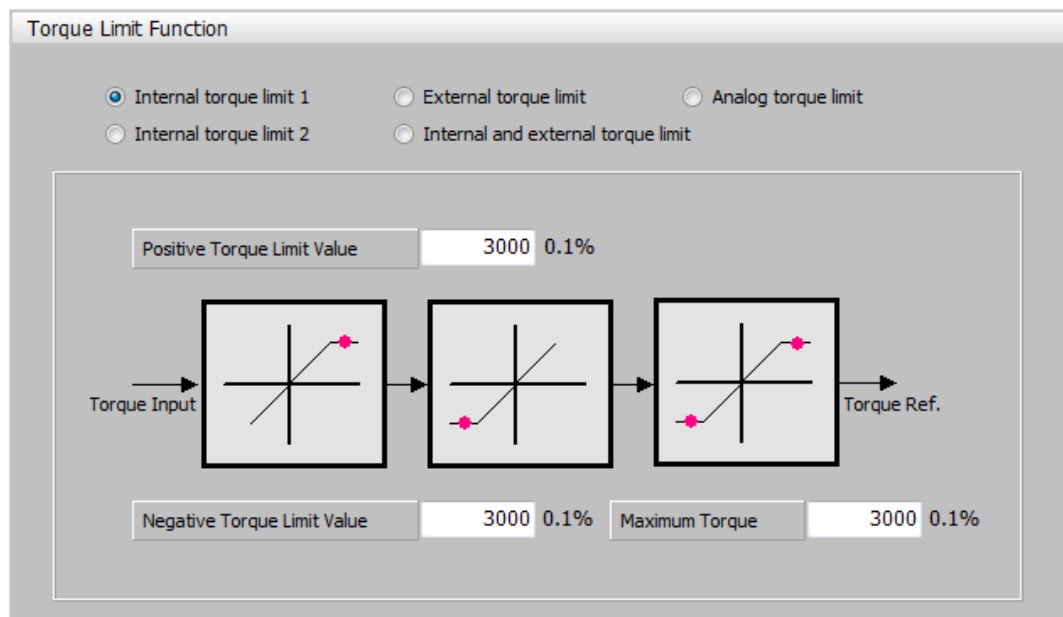 Torque Limit Function
Internal torque limit 1 External torque limit Analog torque limit
Internal torque limit 2 Internal and external torque limit
Positive Torque Limit Value 3000 0.1%
Torque Input Torque Ref.
Negative Torque Limit Value 3000 0.1% Maximum Torque 3000 0.1%